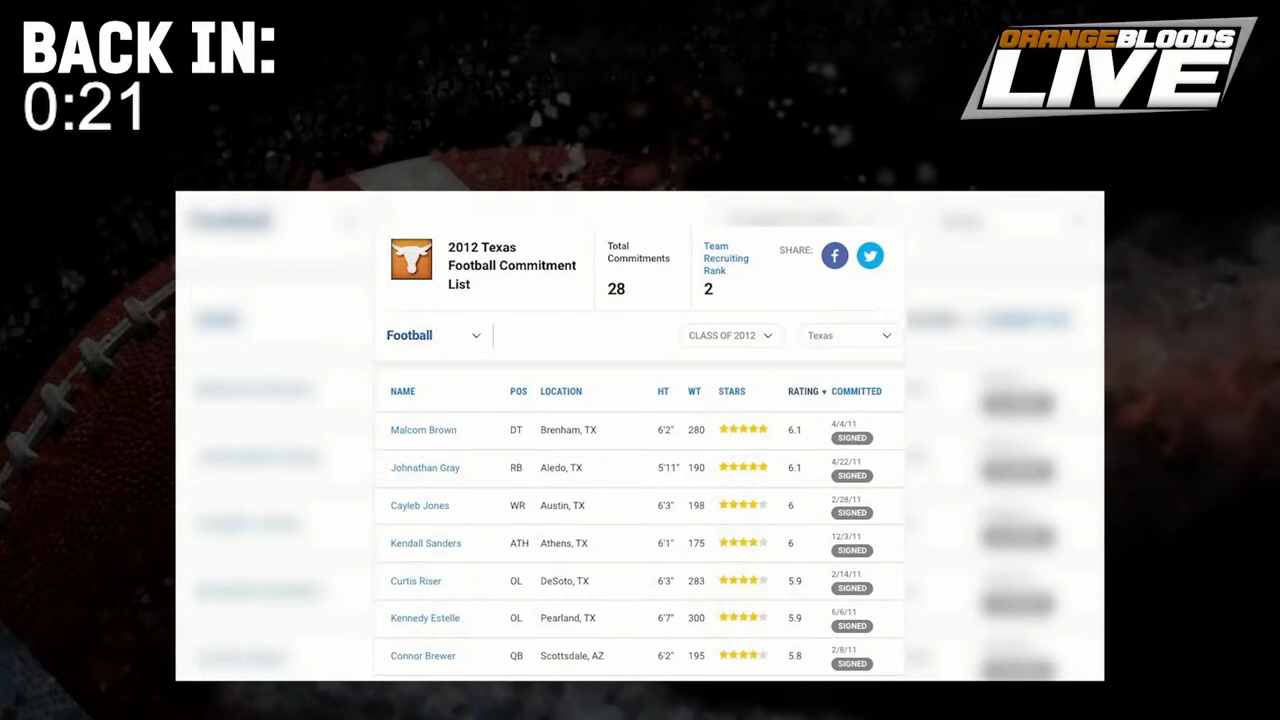 BACK IN:
0:21
ORANGEBLOODS
LIVE
2012 Texas
Football Commitment
List
Total
Commitments
28
Team
Recruiting
Rank
2
SHARE:
Football
CLASS OF 2012
Texas
NAME POS LOCATION HT WT STARS RATING COMMITTED
Malcom Brown DT Brenham, TX 6'2" 280 6.1 4/4/11
SIGNED
Johnathan Gray RB Aledo, TX 5'11" 190 6.1 4/22/11
SIGNED
Cayleb Jones WR Austin, TX 6'3" 198 6 2/28/11
SIGNED
Kendall Sanders ATH Athens, TX 6'1" 175 6 12/3/11
SIGNED
Curtis Riser OL DeSoto, TX 6'3" 283 5.9 2/14/11
SIGNED
Kennedy Estelle OL Pearland, TX 6'7" 300 5.9 6/6/11
SIGNED
Connor Brewer QB Scottsdale, AZ 6'2" 195 5.8 2/8/11
SIGNED